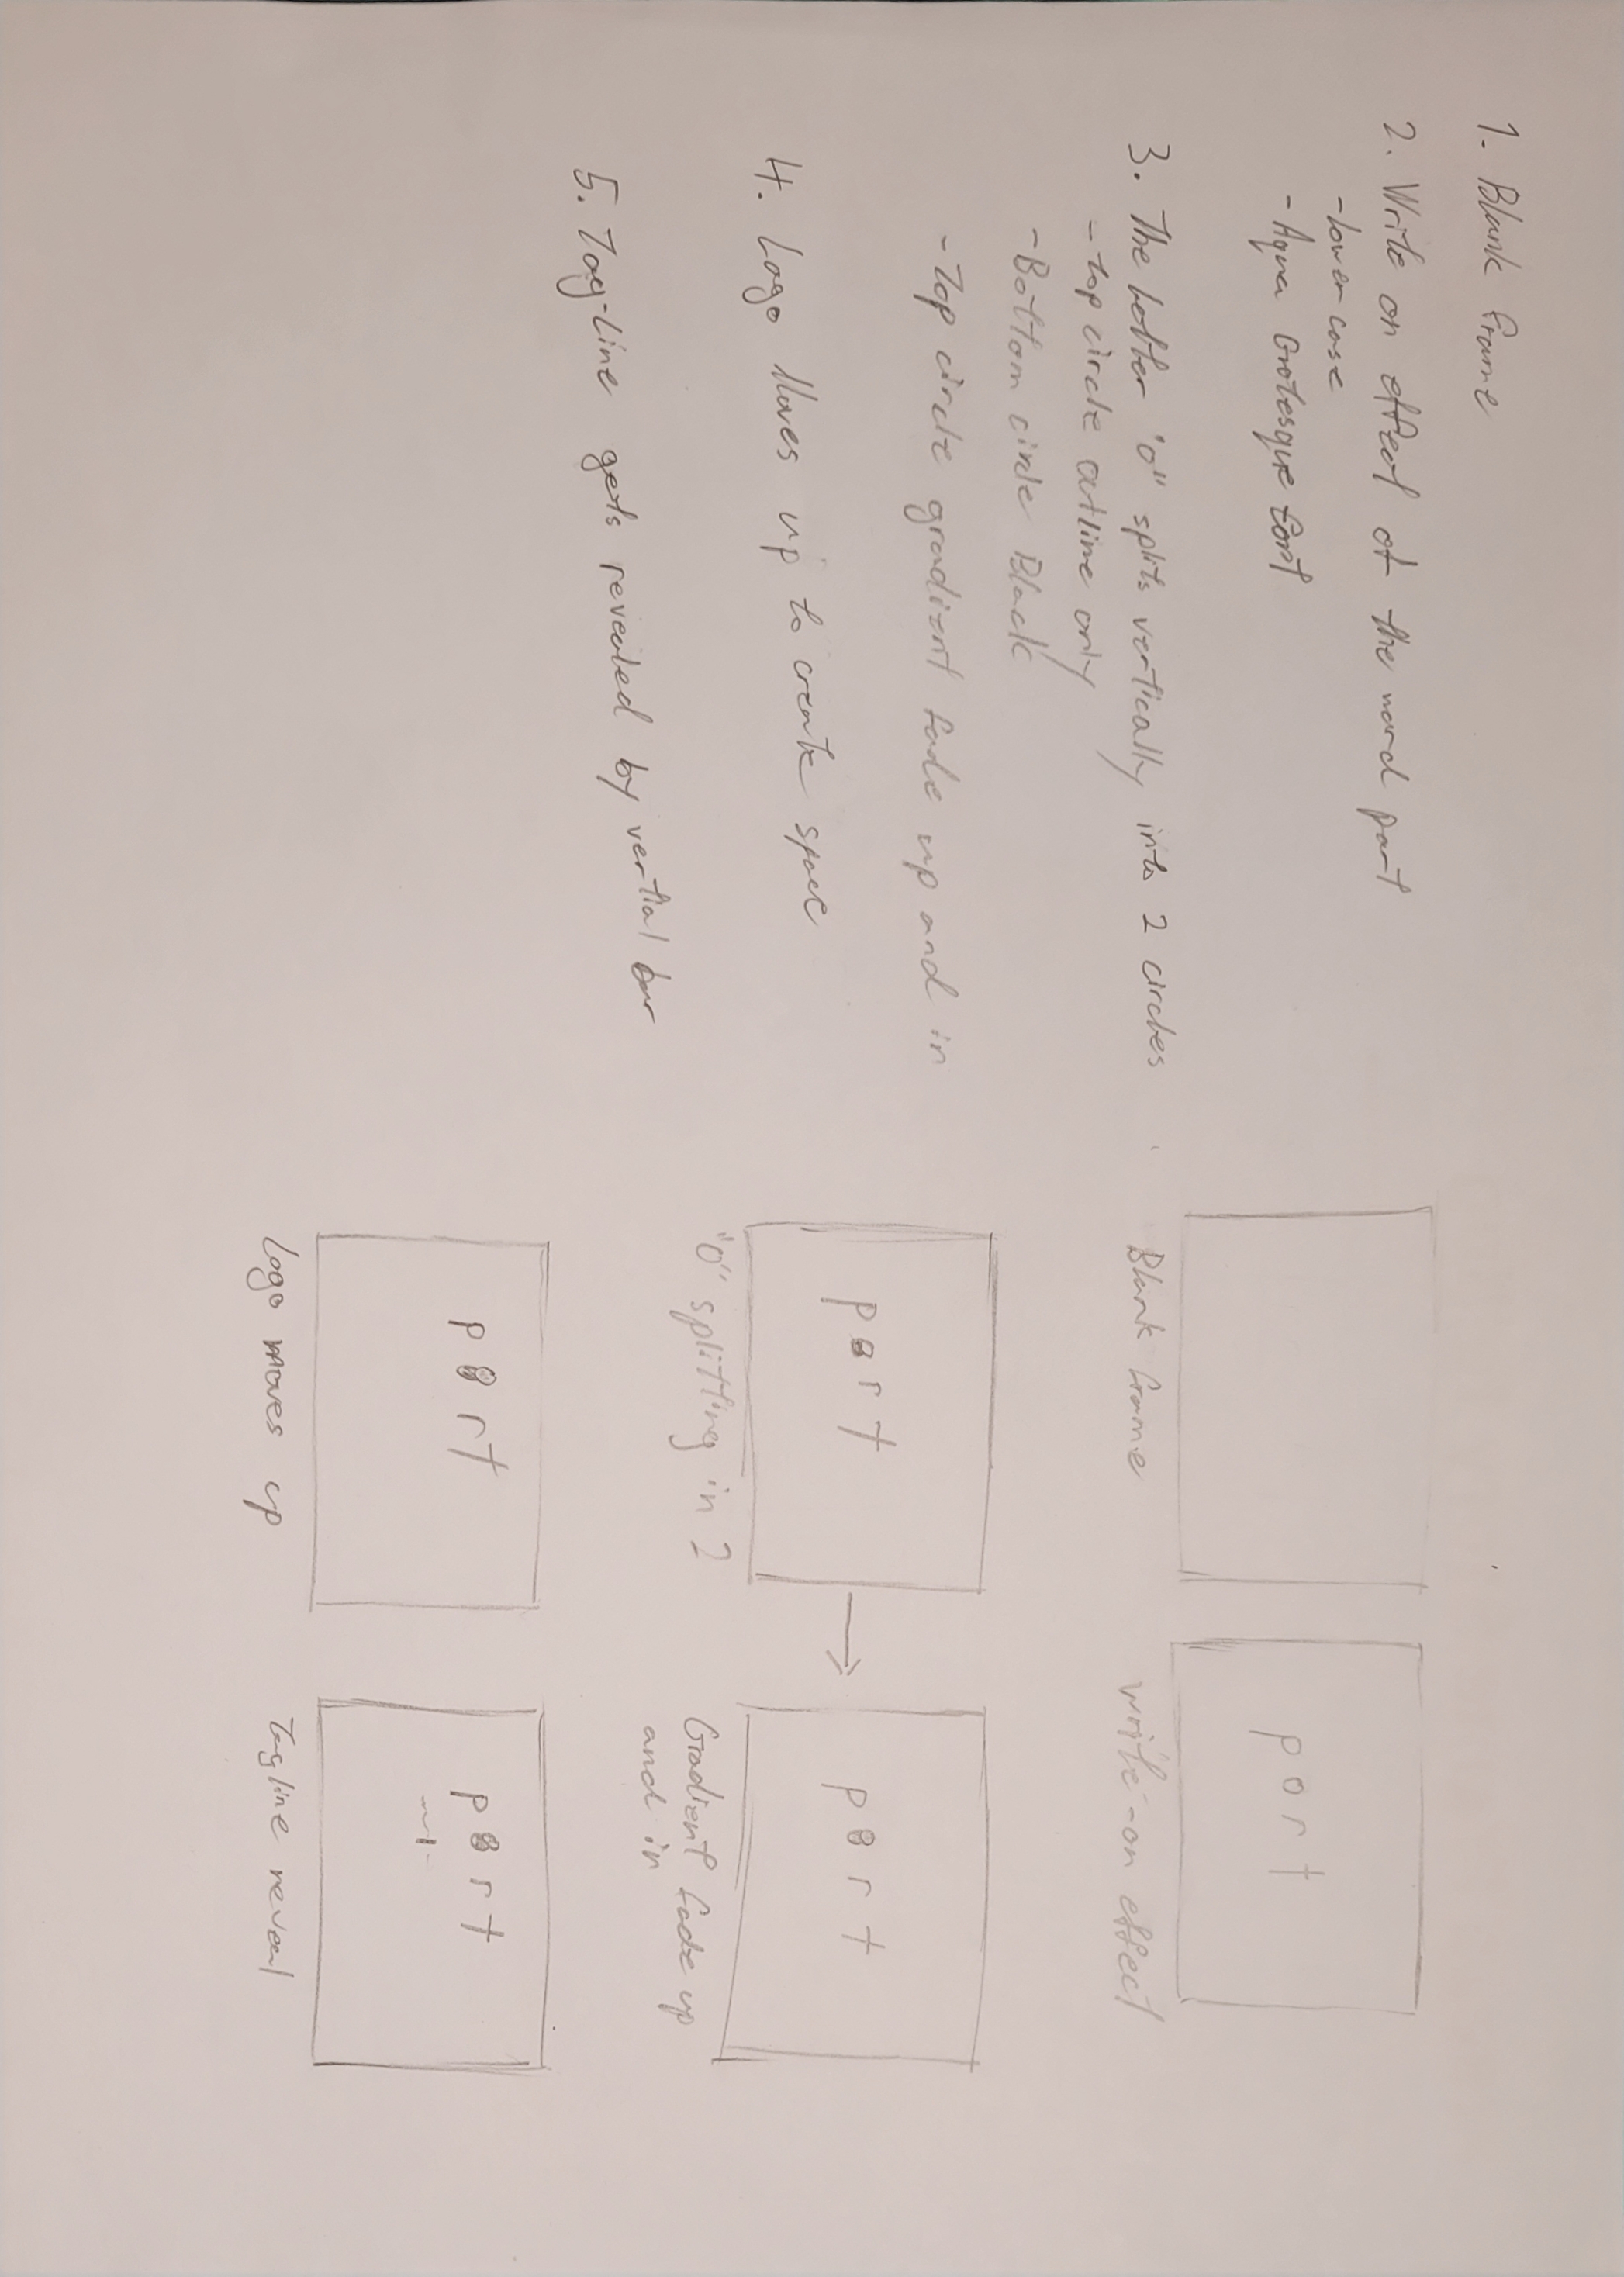 1. Blank frame
2. Write on effect of the word port
-lower case
- Aqua Grotesque font
3. The letter "o" splits vertically into 2 circles
- Top circle outline only
- Bottom circle Black
- Top circle gradient fade up and in
4. Logo Moves up to create space
5. Tag-Line gets revealed by vertial bar
port
Blank frame
write-on effect
port
port
"O" splitting in 2
Gradient fade up
and in
port
port
Logo moves up
Tagline reveal